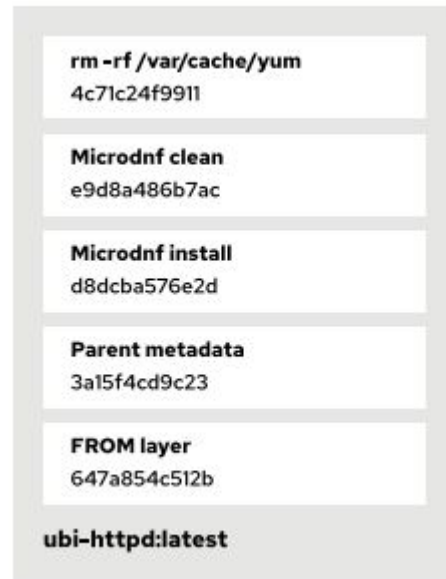 rm -rf /var/cache/yum
4c71c24f9911
Microdnf clean
e9d8a486b7ac
Microdnf install
d8dcba576e2d
Parent metadata
3a15f4cd9c23
FROM layer
647a854c512b
ubi-httpd:latest